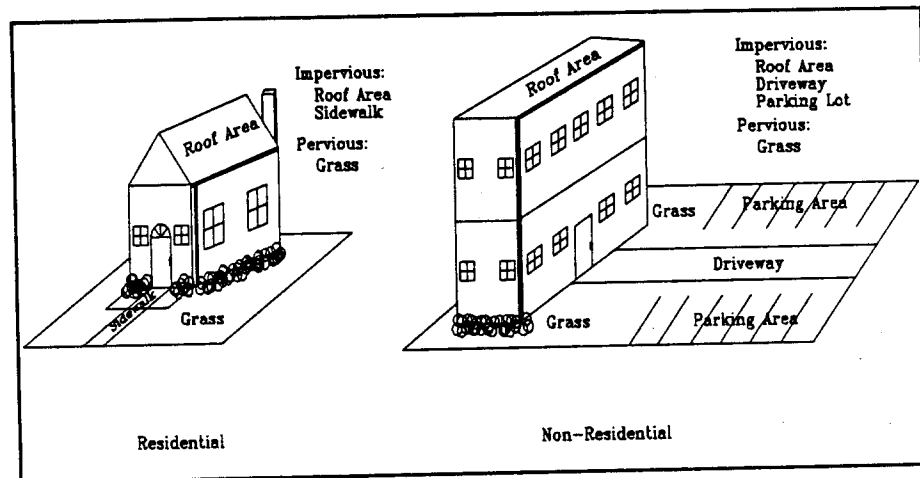 Impervious:
Roof Area
Sidewalk
Pervious:
Grass
Roof Area
Sidewalk
Grass
Residential
Roof Area
Impervious:
Roof Area
Driveway
Parking Lot
Pervious:
Grass
Grass
Parking Area
Driveway
Grass
Parking Area
Non-Residential